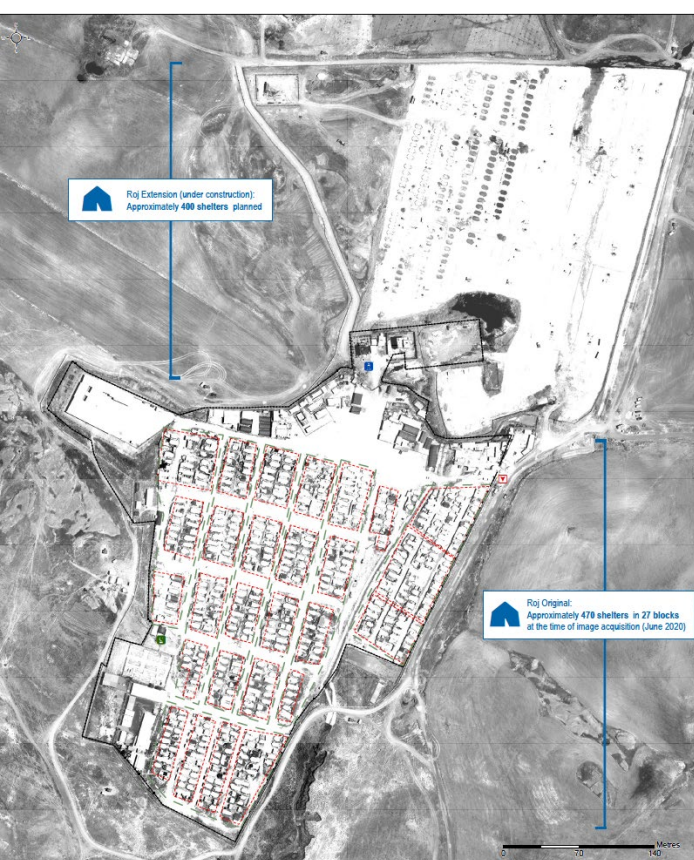 Roj Extension (under construction):
Approximately 400 shelters planned
Roj Original:
Approximately 470 shelters in 27 blocks
at the time of image acquisition (June 2020)
Metres
0 70 140